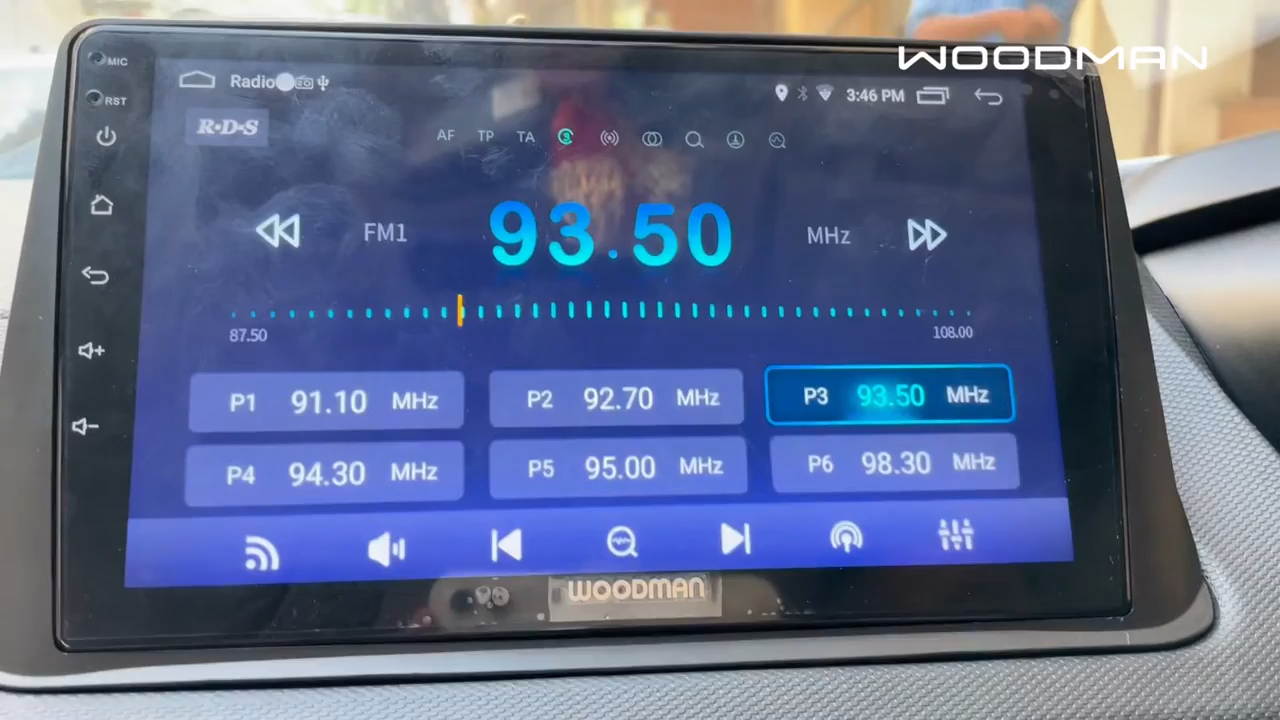 WOODMAN
MIC
RST
Radio
3:46 PM
R·D·S
AF TP TA
FM1 93.50 MHz
87.50 108.00
P1 91.10 MHz P2 92.70 MHz P3 93.50 MHz
P4 94.30 MHz P5 95.00 MHz P6 98.30 MHz
WOODMAN